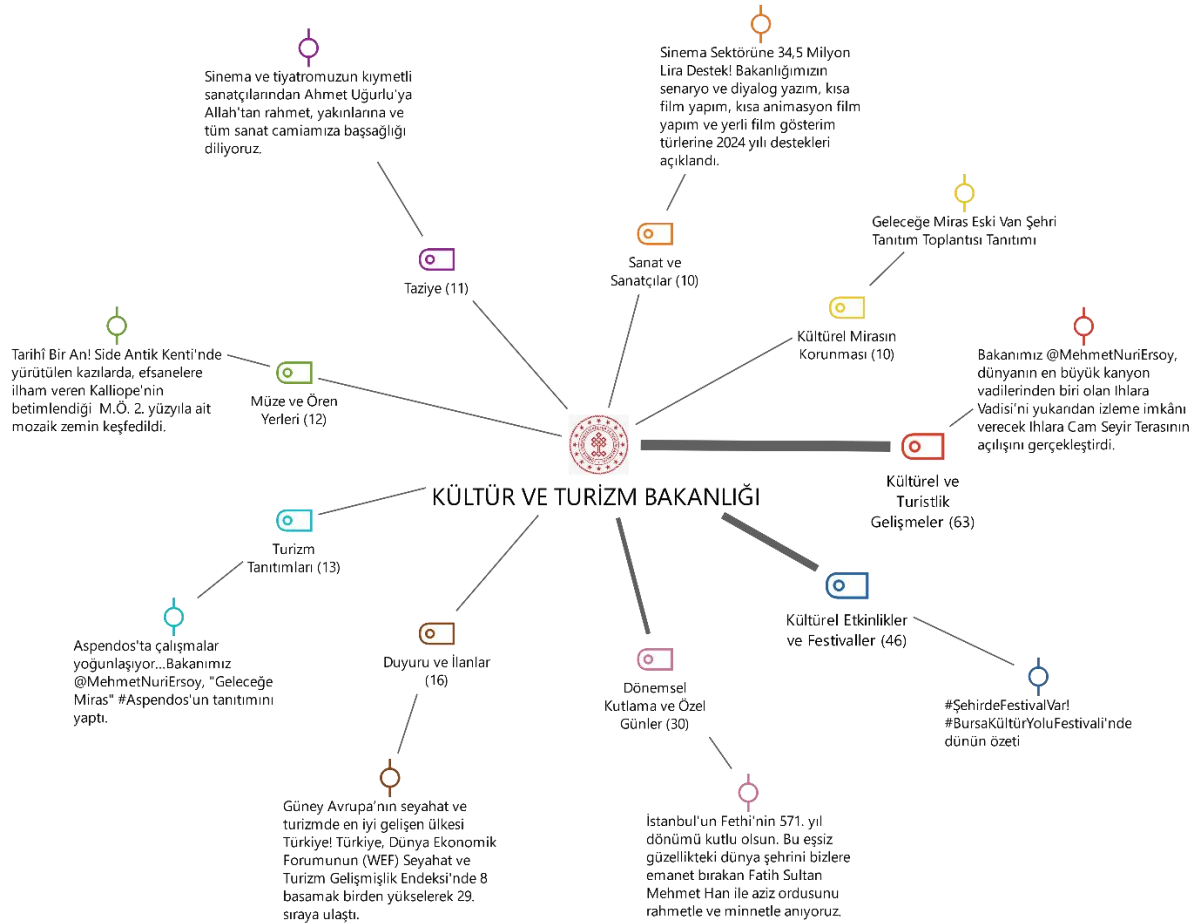 Sinema ve tiyatromuzun kıymetli
sanatçılarından Ahmet Uğurlu'ya
Allah'tan rahmet, yakınlarına ve
tüm sanat camiamıza başsağlığı
diliyoruz.
Taziye (11)
Sinema Sektörüne 34,5 Milyon
Lira Destek! Bakanlığımızın
senaryo ve diyalog yazım, kısa
film yapım, kısa animasyon film
yapım ve yerli film gösterim
türlerine 2024 yılı destekleri
açıklandı.
Sanat ve
Sanatçılar (10)
Geleceğe Miras Eski Van Şehri
Tanıtım Toplantısı Tanıtımı
Kültürel Mirasın
Korunması (10)
Tarihî Bir An! Side Antik Kenti'nde
yürütülen kazılarda, efsanelere
ilham veren Kalliope'nin
betimlendiği M.Ö. 2. yüzyıla ait
mozaik zemin keşfedildi.
Müze ve Ören
Yerleri (12)
Bakanımız @MehmetNuriErsoy,
dünyanın en büyük kanyon
vadilerinden biri olan Ihlara
Vadisi'ni yukarıdan izleme imkânı
verecek Ihlara Cam Seyir Terasının
açılışını gerçekleştirdi.
Kültürel ve
Turistlik
Gelişmeler (63)
KÜLTÜR VE TURİZM BAKANLIĞI
Turizm
Tanıtımları (13)
Aspendos'ta çalışmalar
yoğunlaşıyor...Bakanımız
@MehmetNuriErsoy, "Geleceğe
Miras" #Aspendos'un tanıtımını
yaptı.
Duyuru ve İlanlar
(16)
Güney Avrupa'nın seyahat ve
turizmde en iyi gelişen ülkesi
Türkiye! Türkiye, Dünya Ekonomik
Forumunun (WEF) Seyahat ve
Turizm Gelişmişlik Endeksi'nde 8
basamak birden yükselerek 29.
sıraya ulaştı.
Dönemsel
Kutlama ve Özel
Günler (30)
İstanbul'un Fethi'nin 571. yıl
dönümü kutlu olsun. Bu eşsiz
güzellikteki dünya şehrini bizlere
emanet bırakan Fatih Sultan
Mehmet Han ile aziz ordusunu
rahmetle ve minnetle anıyoruz.
Kültürel Etkinlikler
ve Festivaller (46)
#ŞehirdeFestivalVar!
#BursaKültürYoluFestivali'nde
dünün özeti